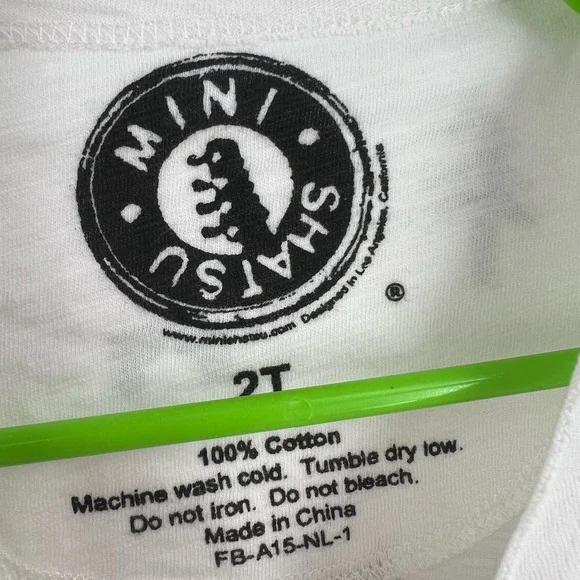 MINI
SHATSU
www.minishatsu.com Designed in Los Angeles, California
®
2T
100% Cotton
Machine wash cold. Tumble dry low.
Do not iron. Do not bleach.
Made in China
FB-A15-NL-1